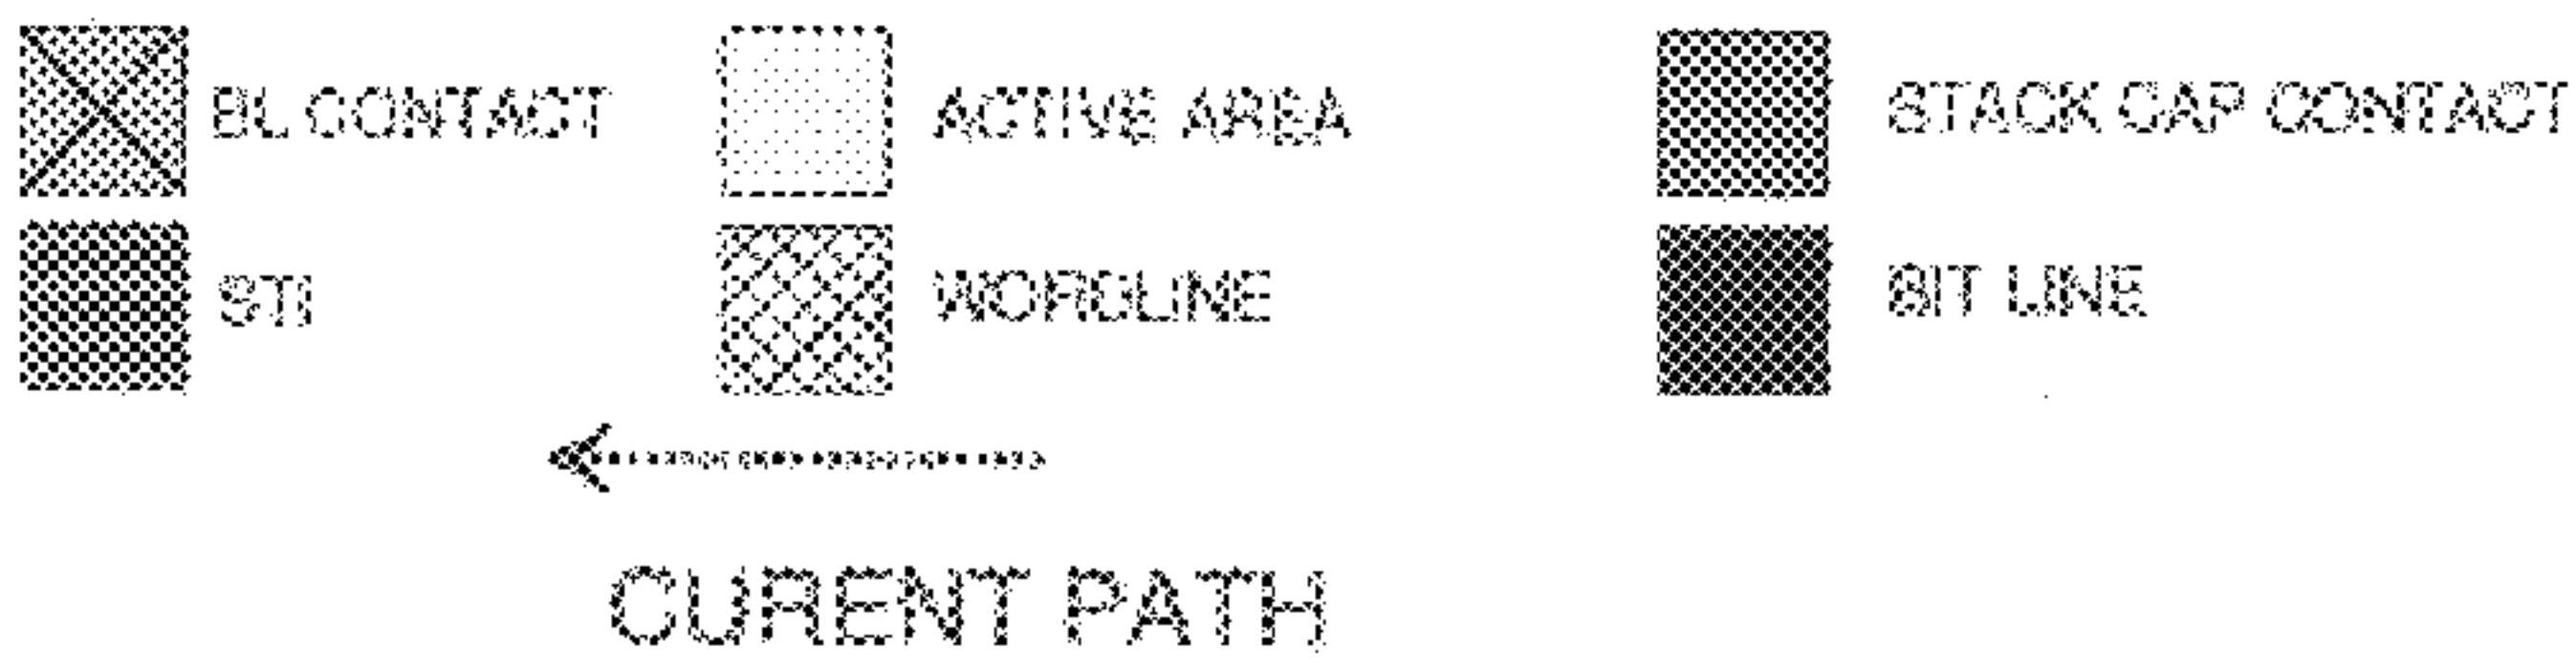 BL CONTACT ACTIVE AREA STACK CAP CONTACT
STI WORDLINE BIT LINE
CURENT PATH